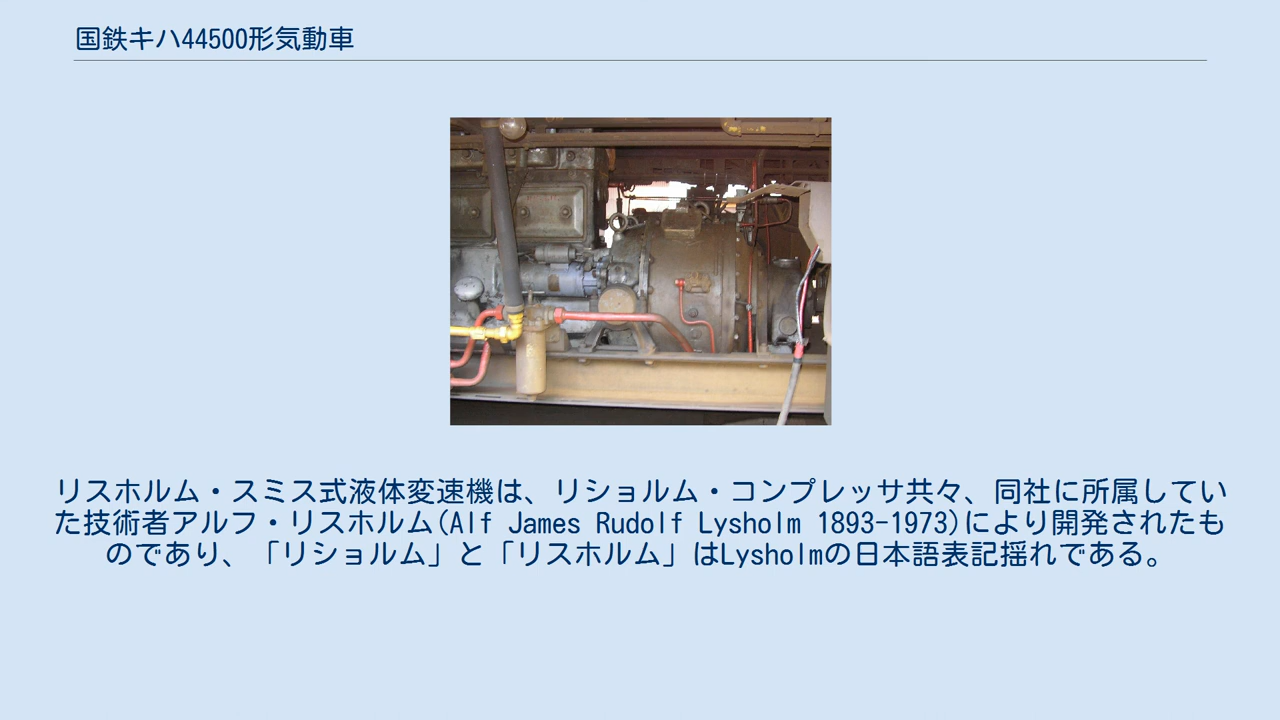 国鉄キハ44500形気動車
リスホルム・スミス式液体変速機は、リショルム・コンプレッサ共々、同社に所属してい
た技術者アルフ・リスホルム(Alf James Rudolf Lysholm 1893-1973)により開発されたも
のであり、「リショルム」と「リスホルム」はLysholmの日本語表記揺れである。